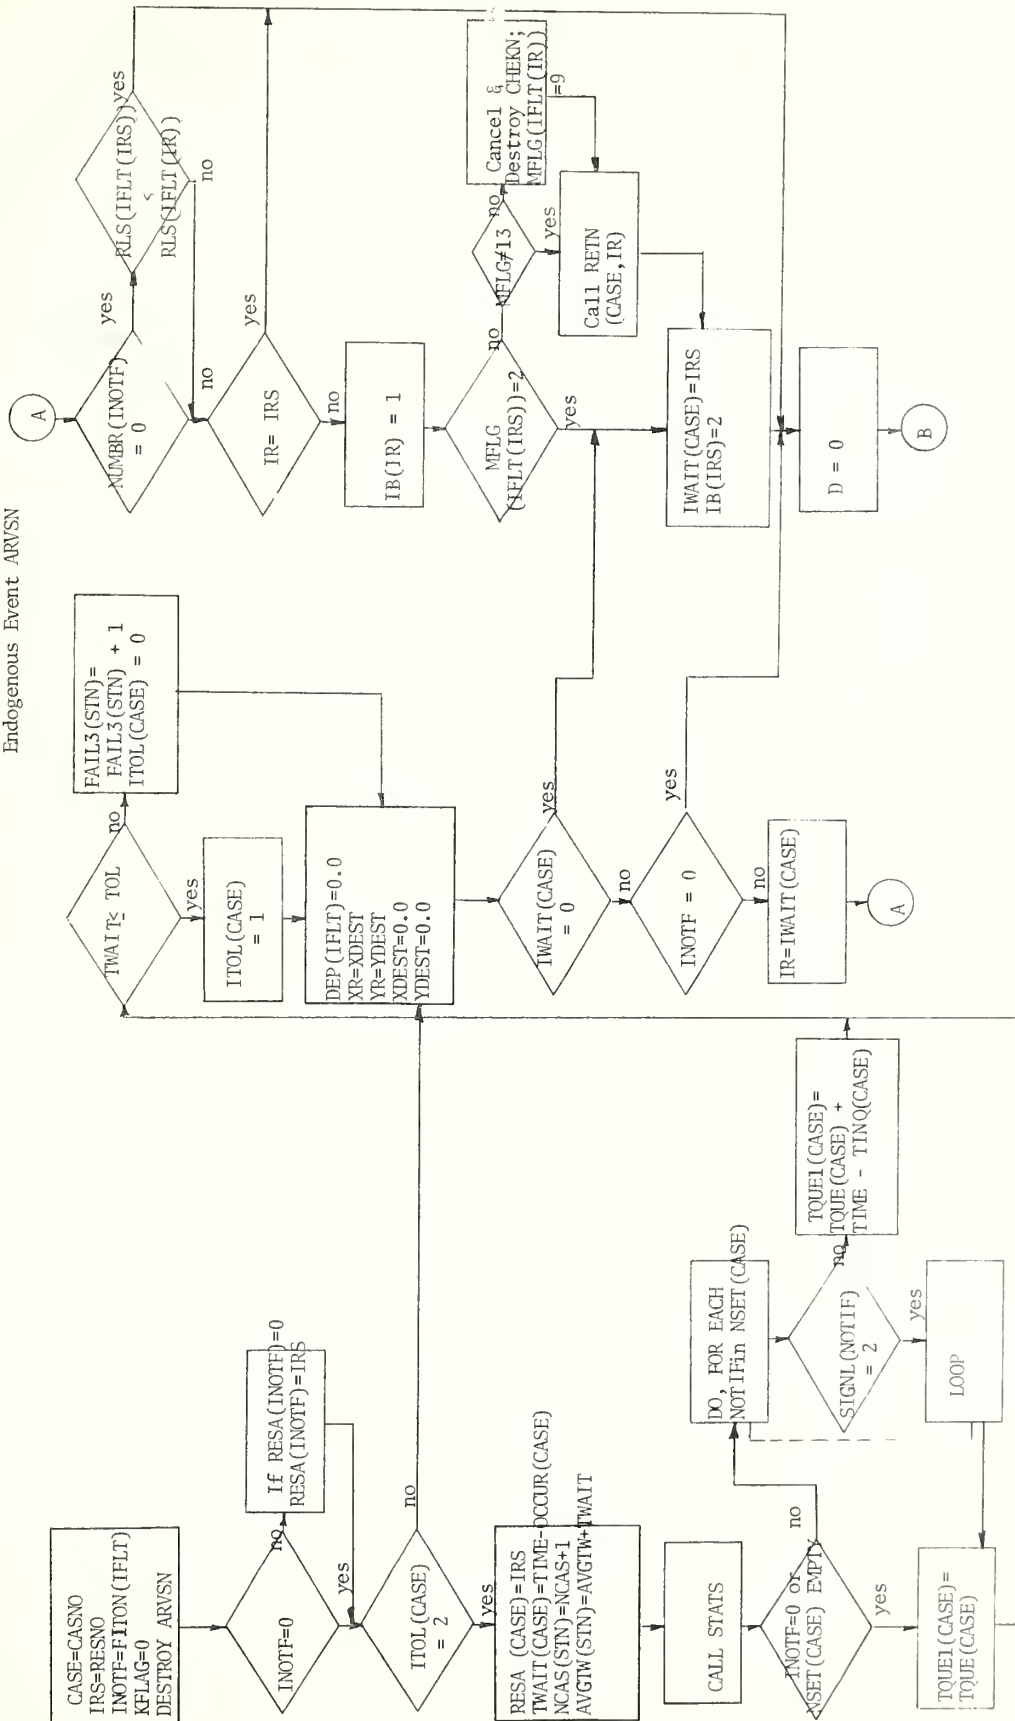 Endogenous Event ARVSN
CASE=CASNO
IRS=RESNO
INOTF=FITON(IFLT)
KFLAG=0
DESTROY ARVSN
INOTF=0
no
If RESA(INOTF)=0
RESA(INOTF)=IRS
yes
ITOL(CASE)
= 2
no
yes
RESA (CASE)=IRS
TWAIT(CASE)=TIME-OCCUR(CASE)
NCAS(STN)=NCAS+1
AVGTW(STN)=AVGTW+TWAIT
CALL STATS
INOTF=0 or
NSET(CASE) EMPTY
no
yes
TQUE1(CASE)=
TQUE(CASE)
DO, FOR EACH
NOTIFin NSET(CASE)
SIGNL(NOTIF)
= 2
no
yes
LOOP
TQUE1(CASE)=
TQUE(CASE) +
TIME - TINQ(CASE)
TWAIT≤ TOL
no
yes
FAIL3(STN)=
FAIL3(STN) + 1
ITOL(CASE) = 0
ITOL(CASE)
= 1
DEP(IFLT)=0.0
XR=XDEST
YR=YDEST
XDEST=0.0
YDEST=0.0
IWAIT(CASE)
= 0
yes
no
INOTF = 0
yes
no
IR=IWAIT(CASE)
A
A
NUMBR(INOTF)
= 0
yes
no
RLS(IFLT(IRS))
<
RLS(IFLT(IR))
yes
no
IR= IRS
yes
no
IB(IR) = 1
MFLG
(IFLT(IRS))=2
no
yes
MFLG≠13
no
yes
Cancel &
Destroy CHEKN;
MFLG(IFLT(IR))
=9
Call RETN
(CASE,IR)
IWAIT(CASE)=IRS
IB(IRS)=2
D = 0
B